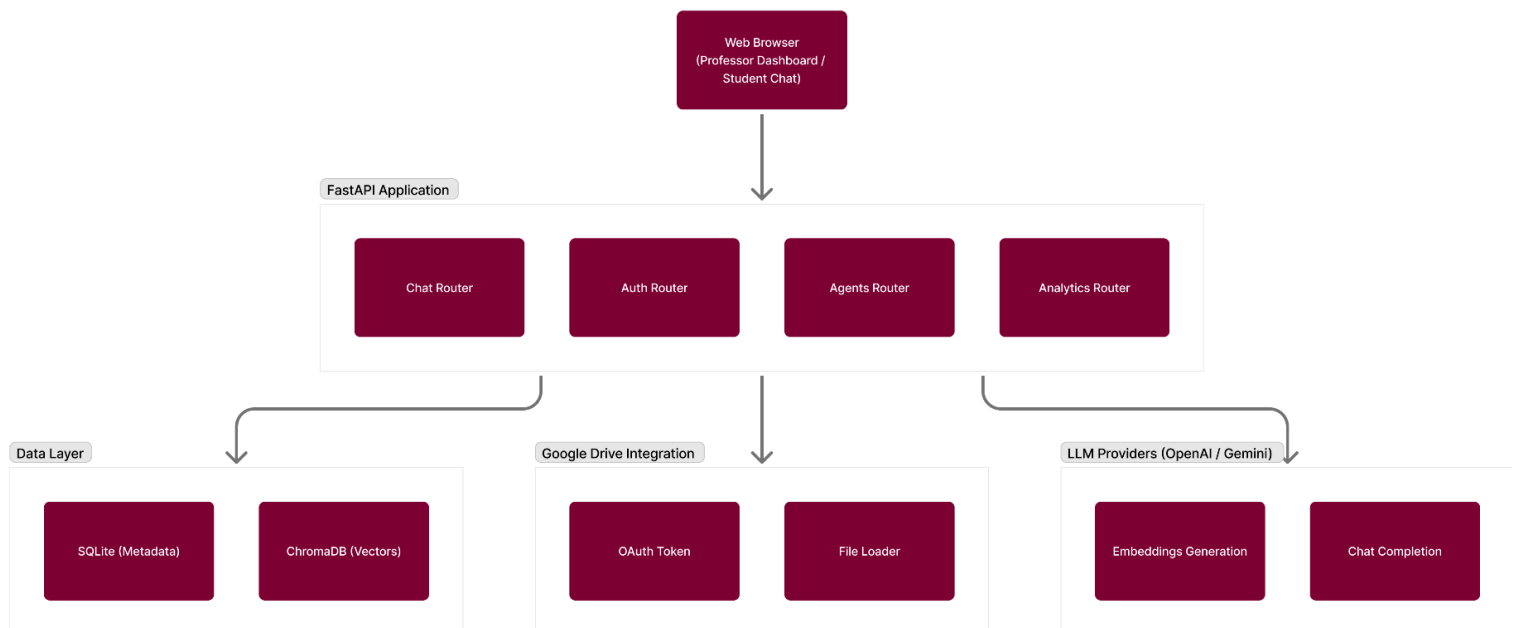 Web Browser
(Professor Dashboard /
Student Chat)
FastAPI Application
Chat Router
Auth Router
Agents Router
Analytics Router
Data Layer
Google Drive Integration
LLM Providers (OpenAI / Gemini)
SQLite (Metadata)
ChromaDB (Vectors)
OAuth Token
File Loader
Embeddings Generation
Chat Completion